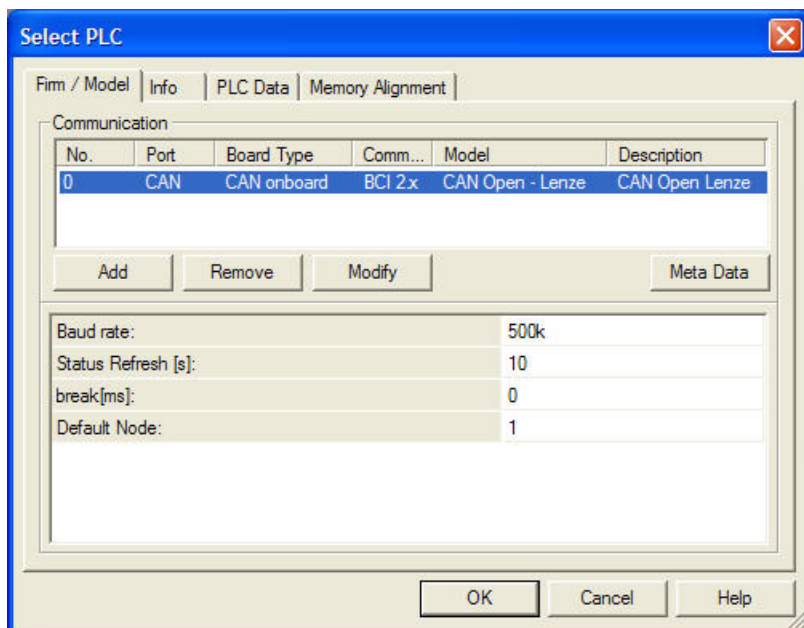 Select PLC
Firm / Model Info PLC Data Memory Alignment
Communication
No. Port Board Type Comm... Model Description
0 CAN CAN onboard BCI 2.x CAN Open - Lenze CAN Open Lenze
Add Remove Modify Meta Data
Baud rate: 500k
Status Refresh [s]: 10
break[ms]: 0
Default Node: 1
OK Cancel Help